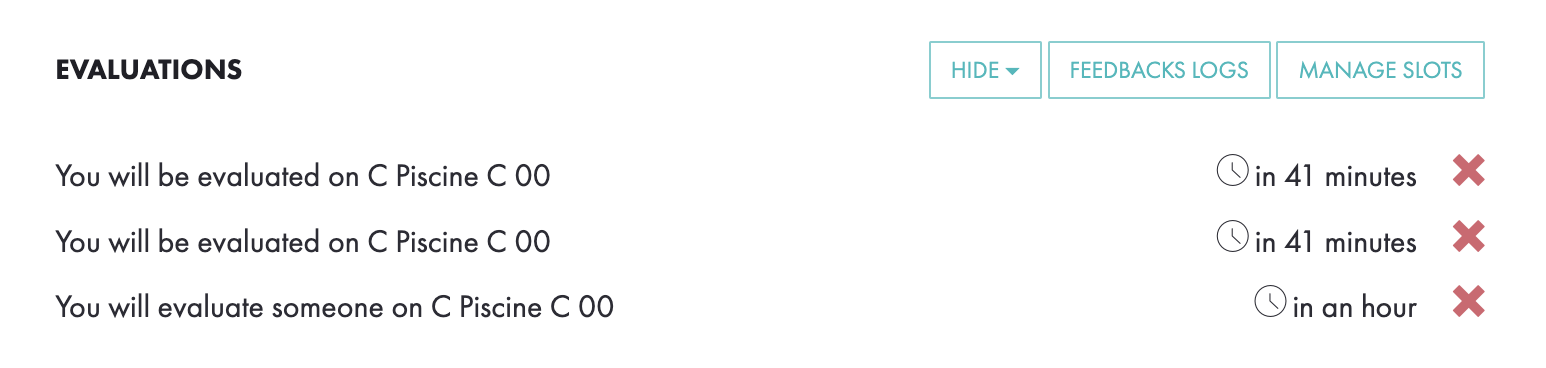 EVALUATIONS
HIDE
FEEDBACKS LOGS
MANAGE SLOTS
You will be evaluated on C Piscine C 00 in 41 minutes
You will be evaluated on C Piscine C 00 in 41 minutes
You will evaluate someone on C Piscine C 00 in an hour